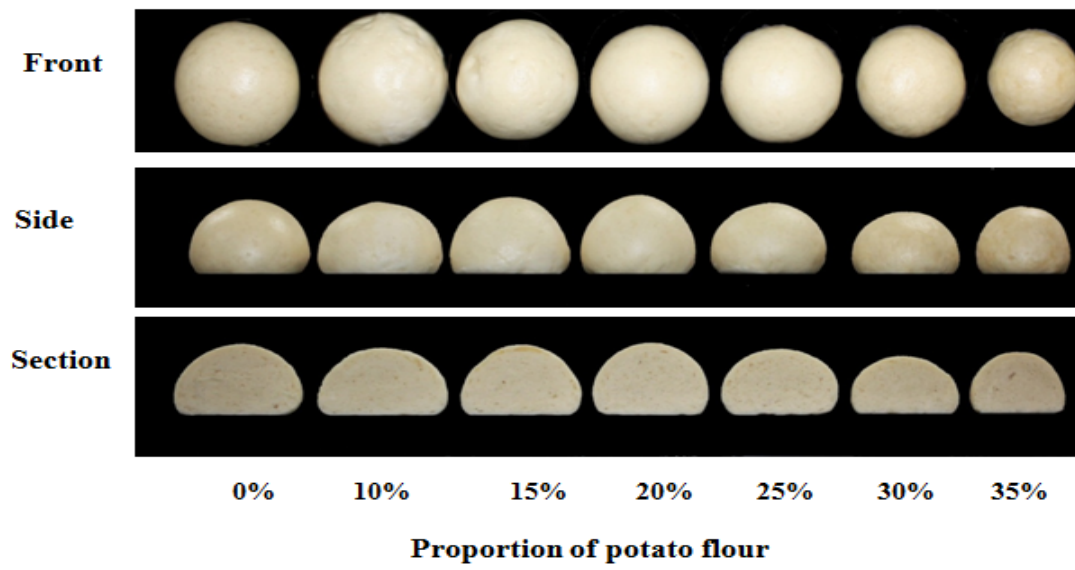 Front
Side
Section
0% 10% 15% 20% 25% 30% 35%
Proportion of potato flour